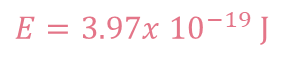 E = 3.97x 10⁻¹⁹ J